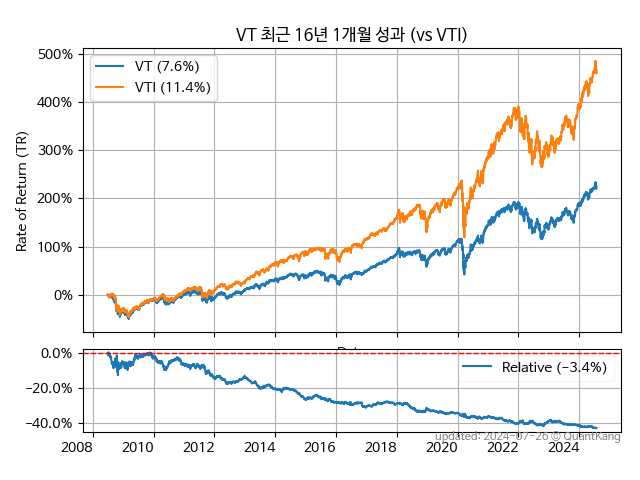 VT 최근 16년 1개월 성과 (vs VTI)
500%
400%
300%
200%
100%
0%
Rate of Return (TR)
VT (7.6%)
VTI (11.4%)
0.0%
−20.0%
−40.0%
Relative (−3.4%)
2008 2010 2012 2014 2016 2018 2020 2022 2024
updated: 2024-07-26 © QuantKang